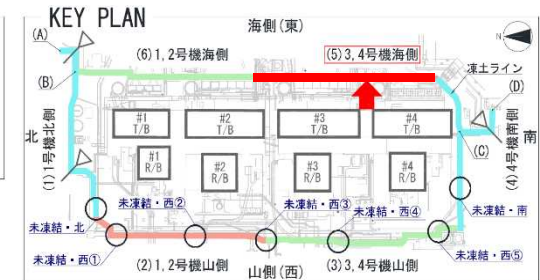 KEY PLAN
海側(東)
N
(A)
(6)1,2号機海側
(5)3,4号機海側
凍土ライン
(B)
(D)
#1
T/B
#2
T/B
#3
T/B
#4
T/B
北
南
(1)1号機北側
(4)4号機南側
(C)
#1
R/B
#2
R/B
#3
R/B
#4
R/B
未凍結・北
未凍結・西①
未凍結・西②
未凍結・西③
未凍結・西④
未凍結・南
未凍結・西⑤
(2)1,2号機山側
山側(西)
(3)3,4号機山側